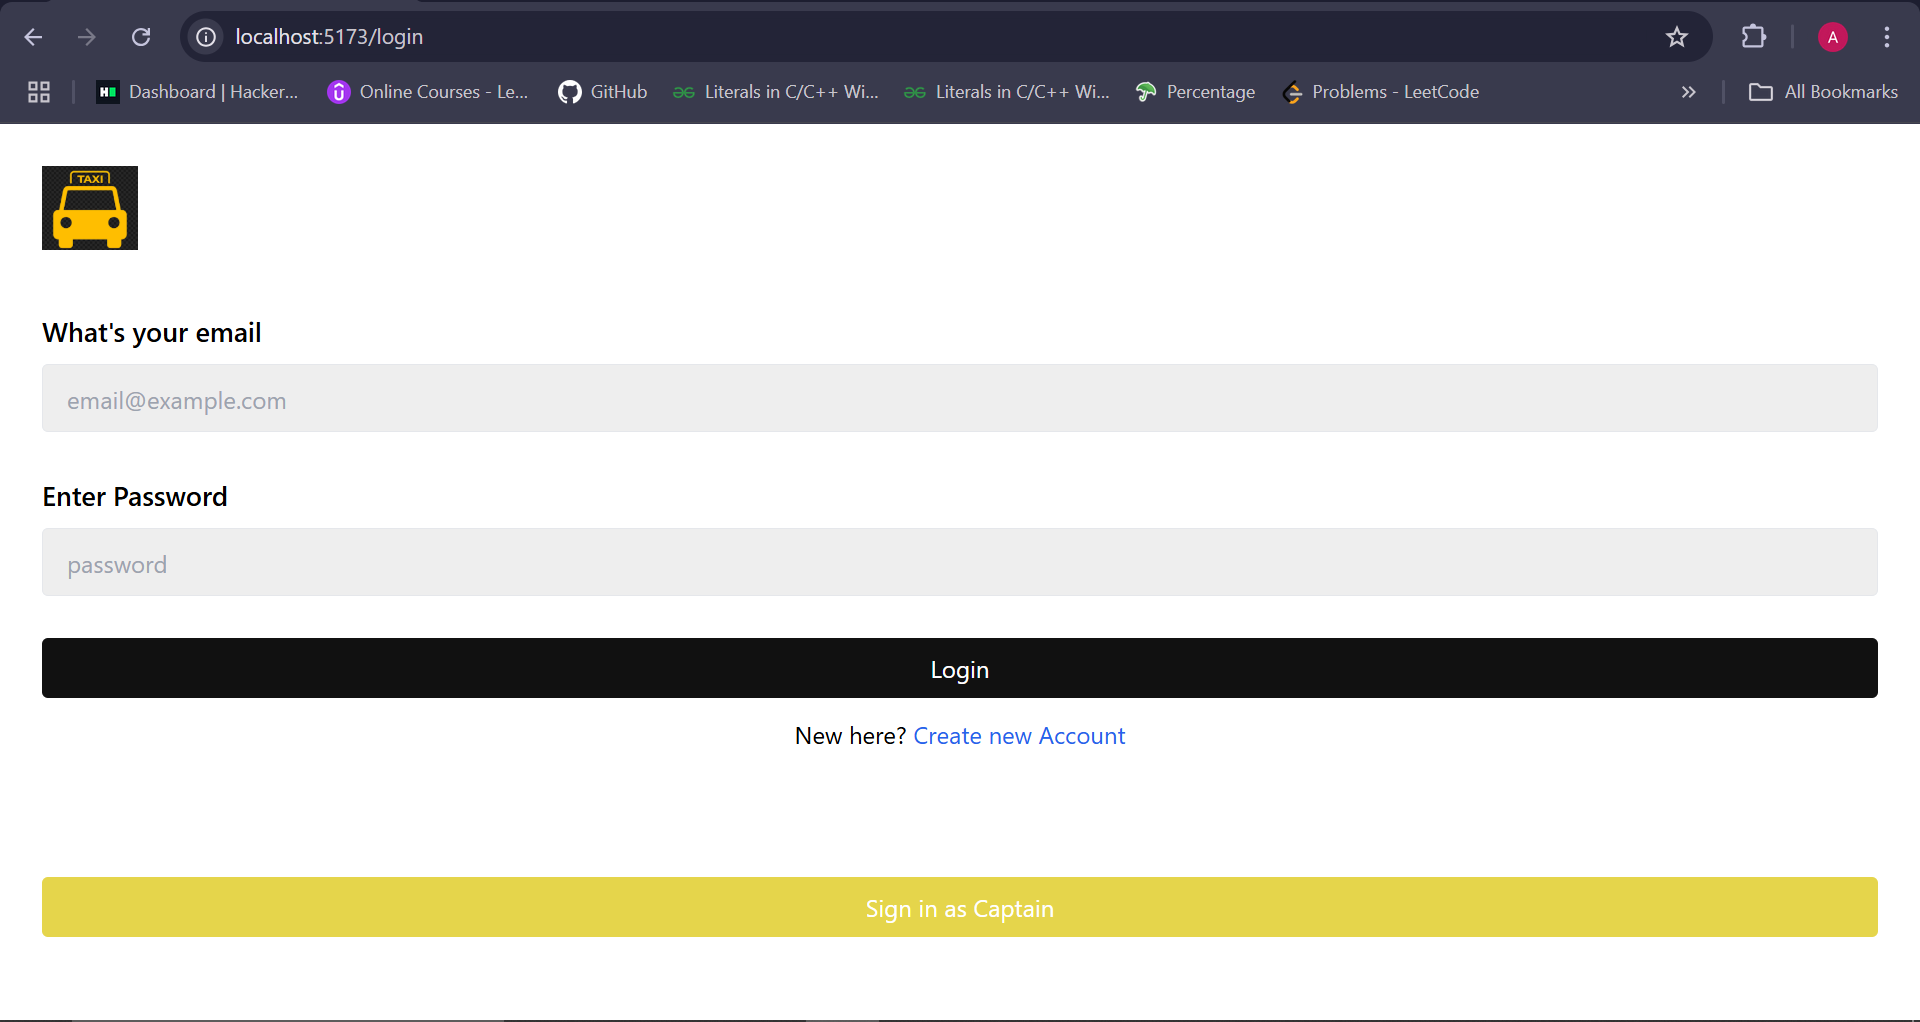 localhost:5173/login
A
Dashboard | Hacker...
Online Courses - Le...
GitHub
Literals in C/C++ Wi...
Literals in C/C++ Wi...
Percentage
Problems - LeetCode
All Bookmarks
TAXI
What's your email
email@example.com
Enter Password
password
Login
New here? Create new Account
Sign in as Captain